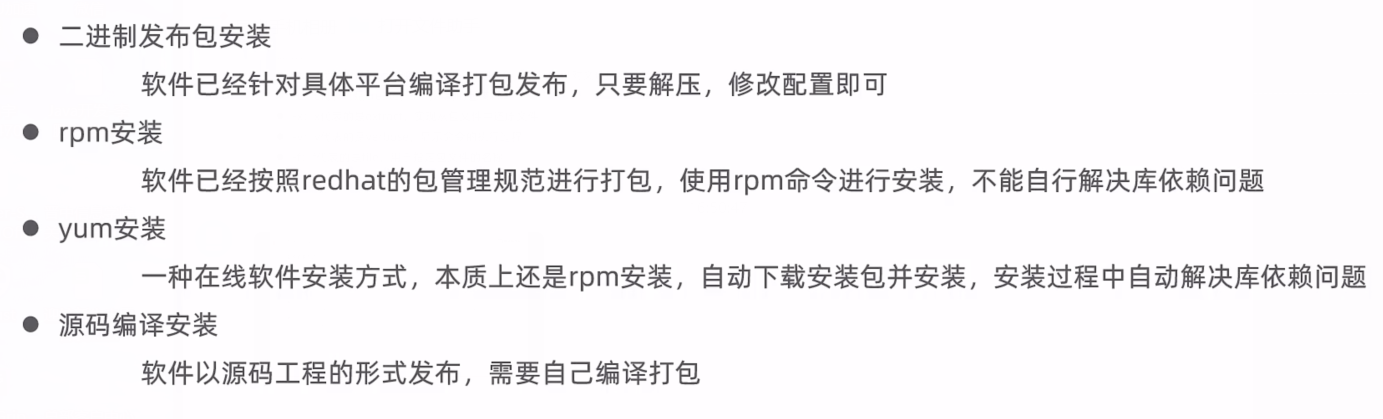 ● 二进制发布包安装
软件已经针对具体平台编译打包发布，只要解压，修改配置即可
● rpm安装
软件已经按照redhat的包管理规范进行打包，使用rpm命令进行安装，不能自行解决库依赖问题
● yum安装
一种在线软件安装方式，本质上还是rpm安装，自动下载安装包并安装，安装过程中自动解决库依赖问题
● 源码编译安装
软件以源码工程的形式发布，需要自己编译打包